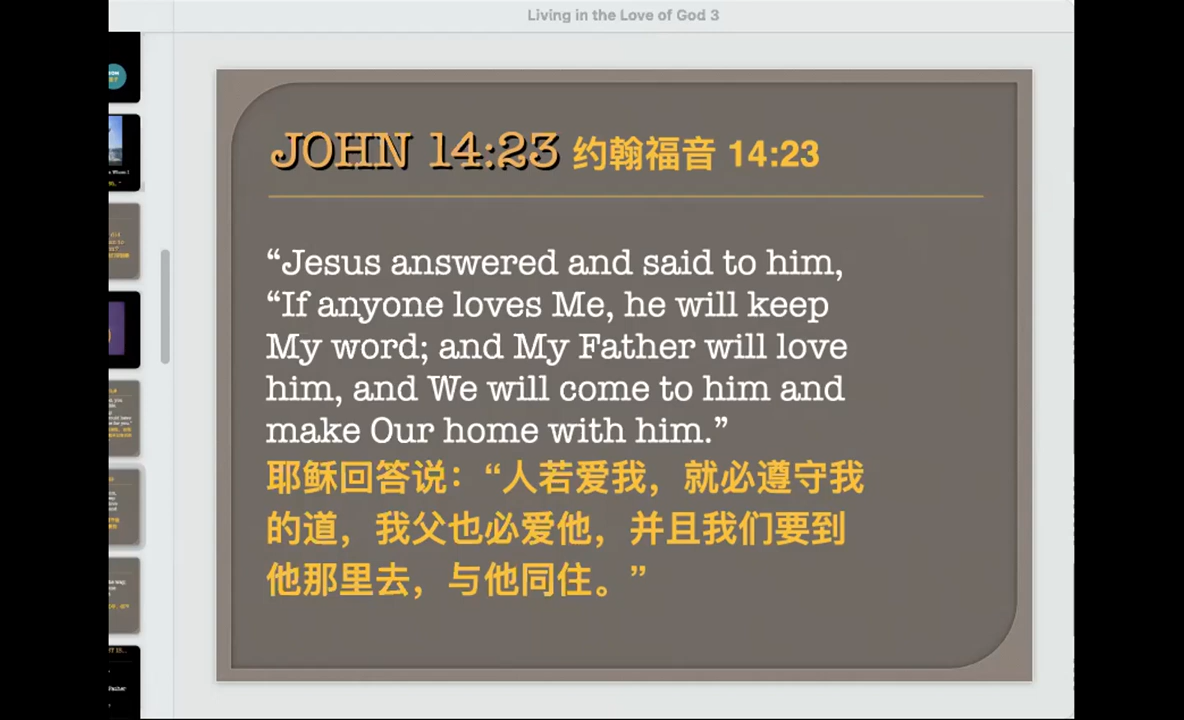 Living in the Love of God 3
JOHN 14:23 约翰福音 14:23
“Jesus answered and said to him,
“If anyone loves Me, he will keep
My word; and My Father will love
him, and We will come to him and
make Our home with him.”
耶稣回答说：“人若爱我，就必遵守我
的道，我父也必爱他，并且我们要到
他那里去，与他同住。”